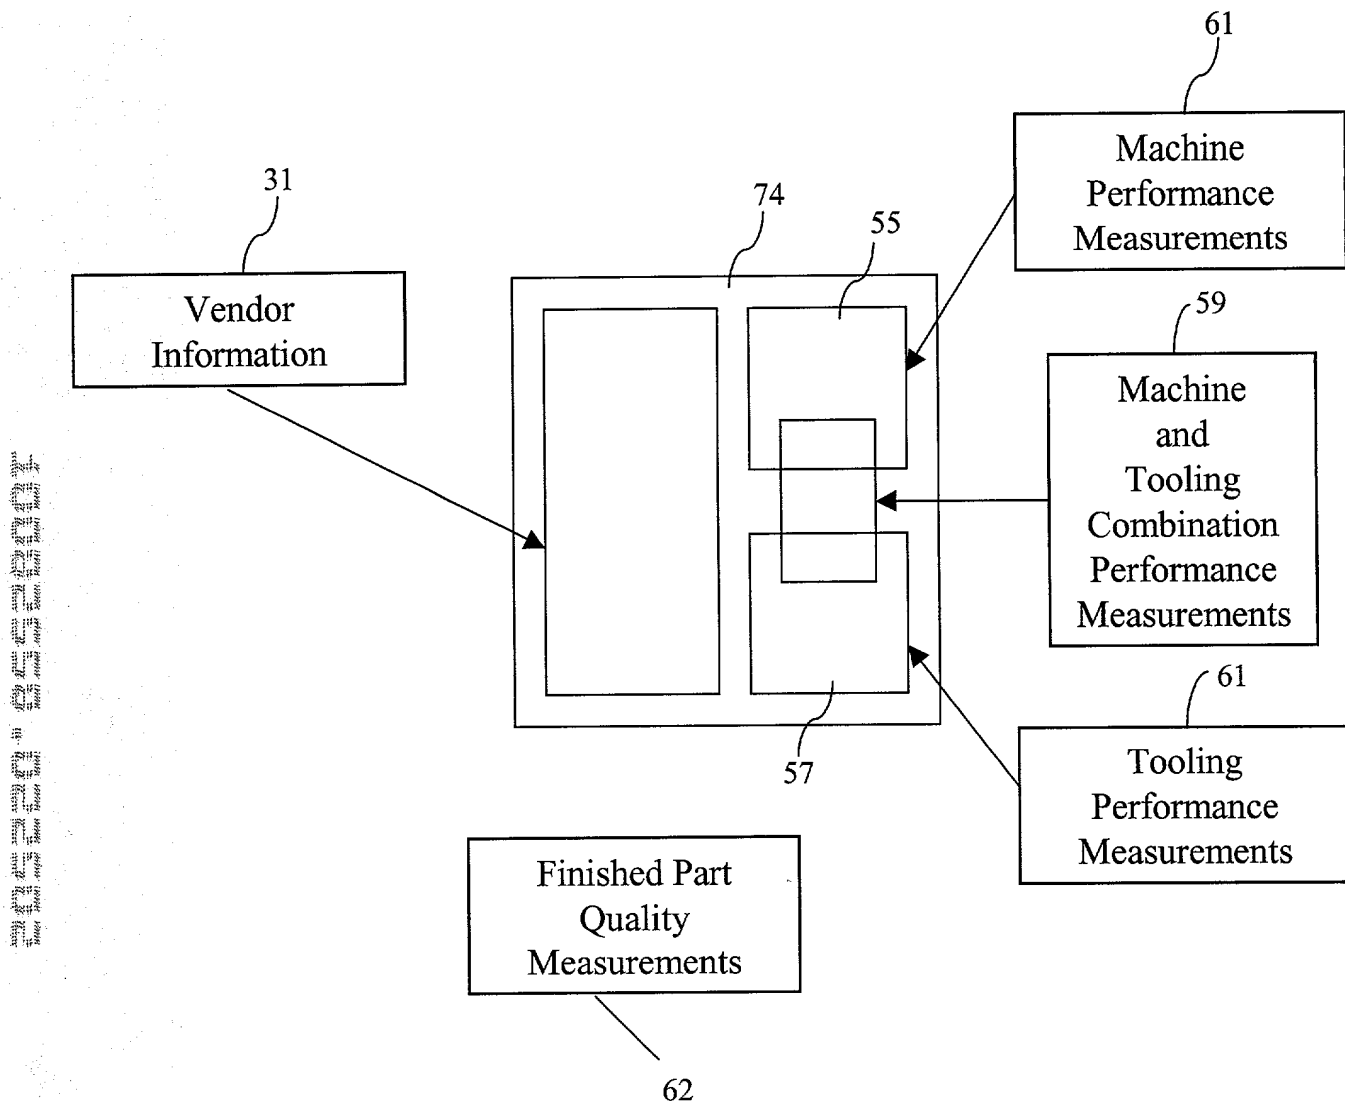 61
Machine
Performance
Measurements
31
74
55
Vendor
Information
59
Machine
and
Tooling
Combination
Performance
Measurements
61
57
Tooling
Performance
Measurements
Finished Part
Quality
Measurements
62